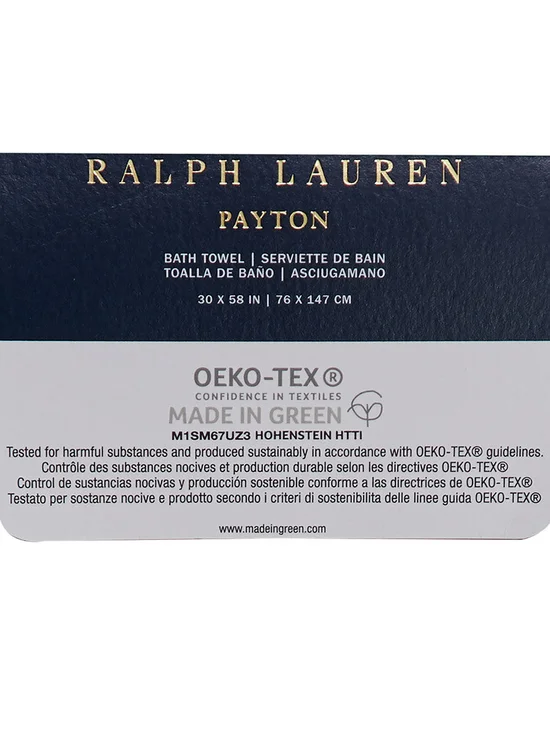 RALPH LAUREN
PAYTON
BATH TOWEL | SERVIETTE DE BAIN
TOALLA DE BAÑO | ASCIUGAMANO
30 X 58 IN | 76 X 147 CM
OEKO-TEX®
CONFIDENCE IN TEXTILES
MADE IN GREEN
M1SM67UZ3 HOHENSTEIN HTTI
Tested for harmful substances and produced sustainably in accordance with OEKO-TEX® guidelines.
Contrôle des substances nocives et production durable selon les directives OEKO-TEX®
Control de sustancias nocivas y producción sostenible conforme a las directrices de OEKO-TEX®
Testato per sostanze nocive e prodotto secondo i criteri di sostenibilita delle linee guida OEKO-TEX®
www.madeingreen.com